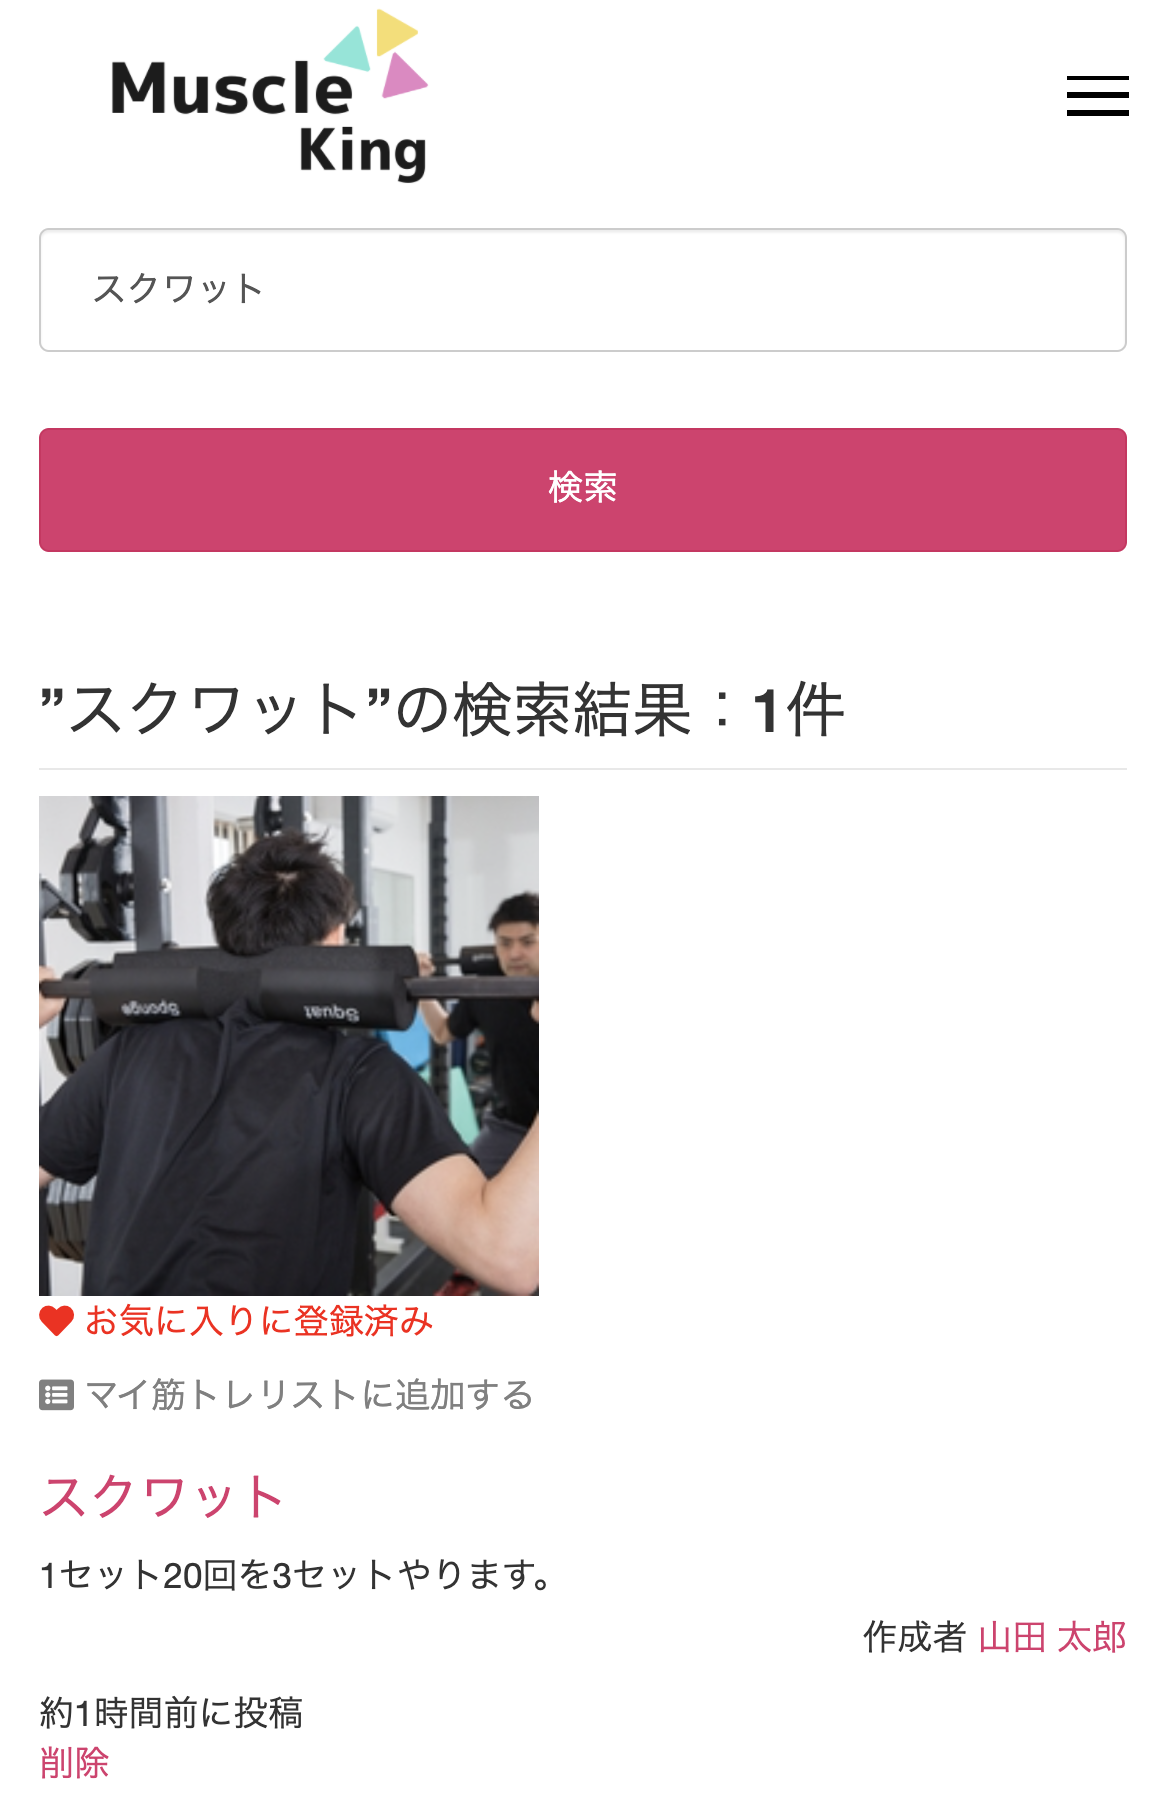 Muscle
King
スクワット
検索
”スクワット”の検索結果：1件
Sponge
Squat
お気に入りに登録済み
マイ筋トレリストに追加する
スクワット
1セット20回を3セットやります。
作成者 山田 太郎
約1時間前に投稿
削除